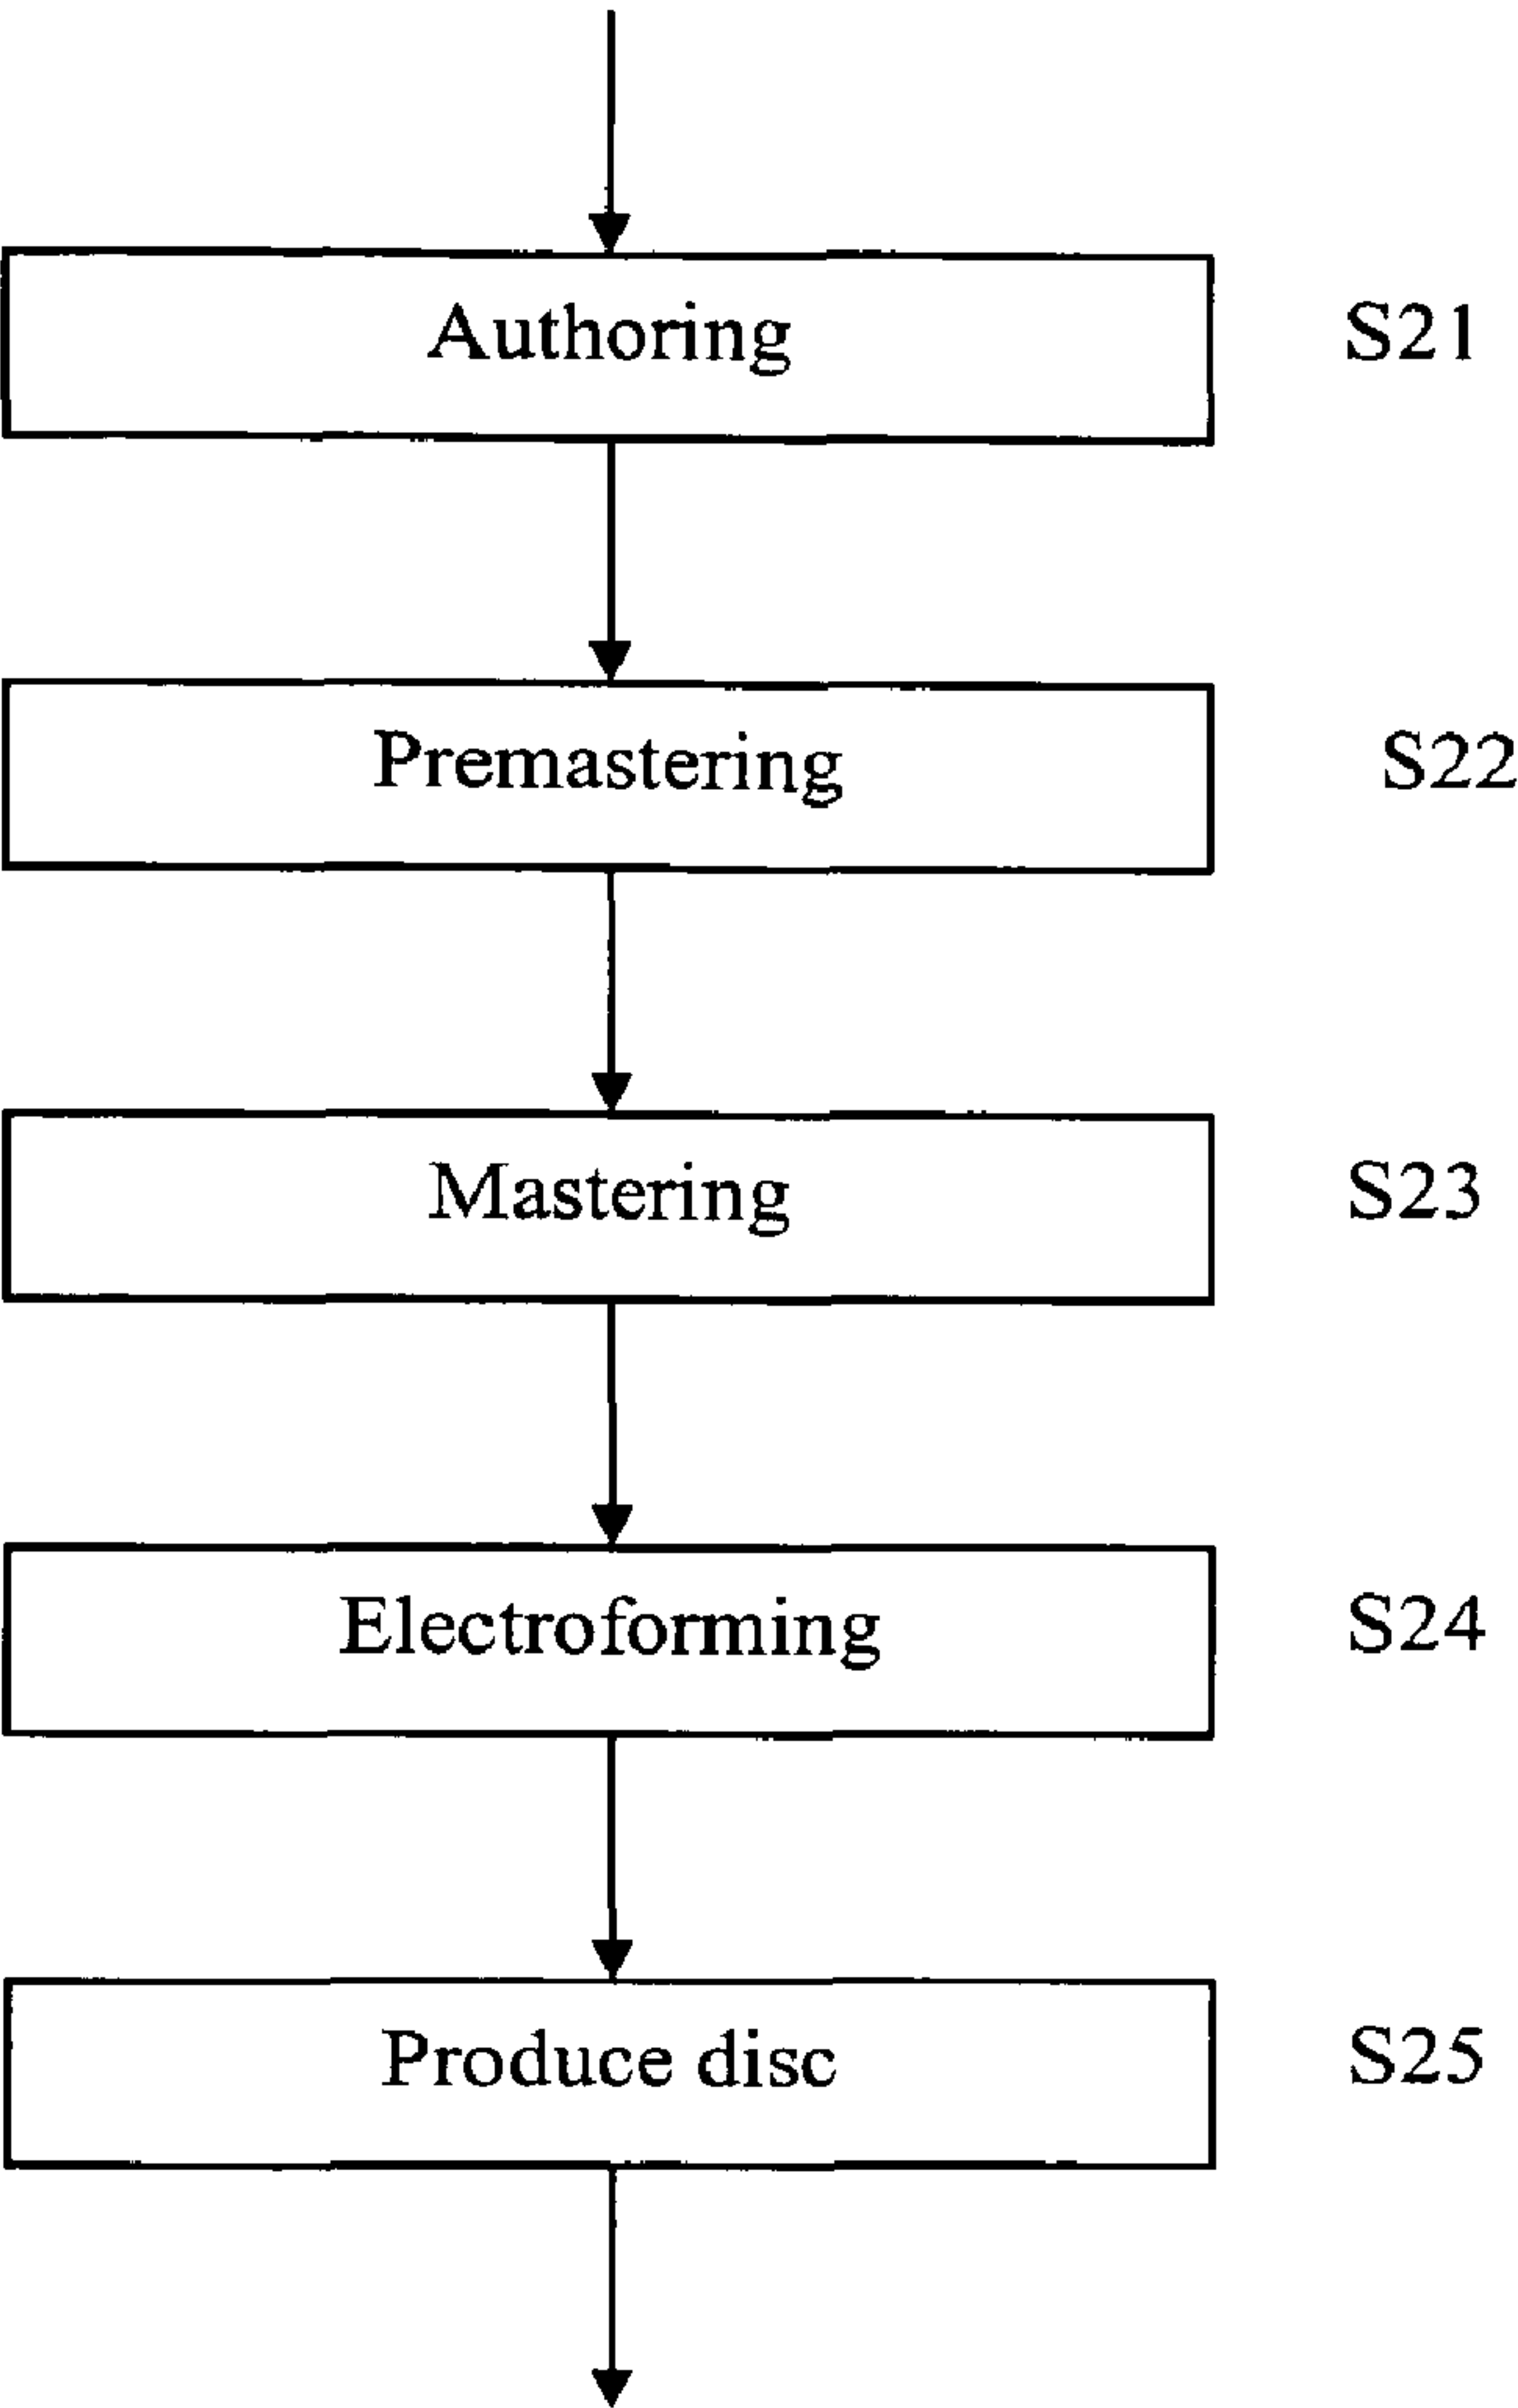 Authoring S21
Premastering S22
Mastering S23
Electroforming S24
Produce disc S25